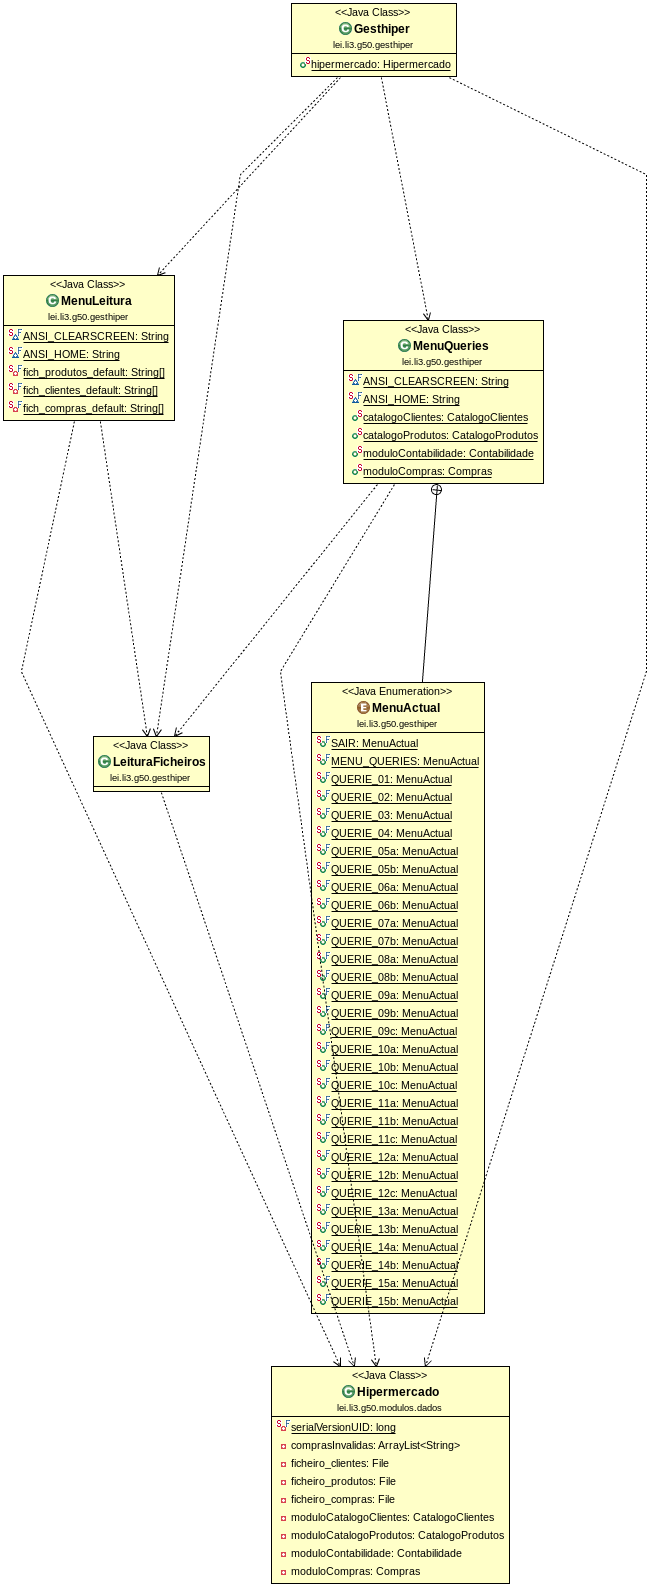 <<Java Class>>
Gesthiper
lei.li3.g50.gesthiper
hipermercado: Hipermercado
<<Java Class>>
MenuLeitura
lei.li3.g50.gesthiper
ANSI_CLEARSCREEN: String
ANSI_HOME: String
fich_produtos_default: String[]
fich_clientes_default: String[]
fich_compras_default: String[]
<<Java Class>>
MenuQueries
lei.li3.g50.gesthiper
ANSI_CLEARSCREEN: String
ANSI_HOME: String
catalogoClientes: CatalogoClientes
catalogoProdutos: CatalogoProdutos
moduloContabilidade: Contabilidade
moduloCompras: Compras
<<Java Class>>
LeituraFicheiros
lei.li3.g50.gesthiper
<<Java Enumeration>>
MenuActual
lei.li3.g50.gesthiper
SAIR: MenuActual
MENU_QUERIES: MenuActual
QUERIE_01: MenuActual
QUERIE_02: MenuActual
QUERIE_03: MenuActual
QUERIE_04: MenuActual
QUERIE_05a: MenuActual
QUERIE_05b: MenuActual
QUERIE_06a: MenuActual
QUERIE_06b: MenuActual
QUERIE_07a: MenuActual
QUERIE_07b: MenuActual
QUERIE_08a: MenuActual
QUERIE_08b: MenuActual
QUERIE_09a: MenuActual
QUERIE_09b: MenuActual
QUERIE_09c: MenuActual
QUERIE_10a: MenuActual
QUERIE_10b: MenuActual
QUERIE_10c: MenuActual
QUERIE_11a: MenuActual
QUERIE_11b: MenuActual
QUERIE_11c: MenuActual
QUERIE_12a: MenuActual
QUERIE_12b: MenuActual
QUERIE_12c: MenuActual
QUERIE_13a: MenuActual
QUERIE_13b: MenuActual
QUERIE_14a: MenuActual
QUERIE_14b: MenuActual
QUERIE_15a: MenuActual
QUERIE_15b: MenuActual
<<Java Class>>
Hipermercado
lei.li3.g50.modulos.dados
serialVersionUID: long
comprasInvalidas: ArrayList<String>
ficheiro_clientes: File
ficheiro_produtos: File
ficheiro_compras: File
moduloCatalogoClientes: CatalogoClientes
moduloCatalogoProdutos: CatalogoProdutos
moduloContabilidade: Contabilidade
moduloCompras: Compras